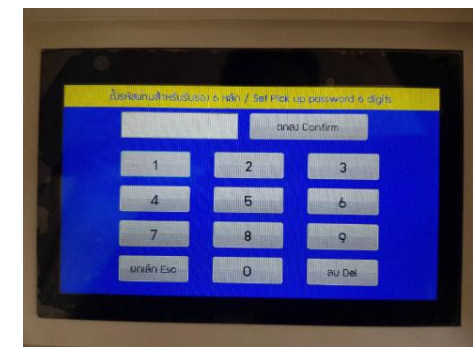 ตั้งรหัสผ่านสำหรับรับของ 6 หลัก / Set Pick up password 6 digits
ตกลง Confirm
1 2 3
4 5 6
7 8 9
ยกเลิก Esc 0 ลบ Del